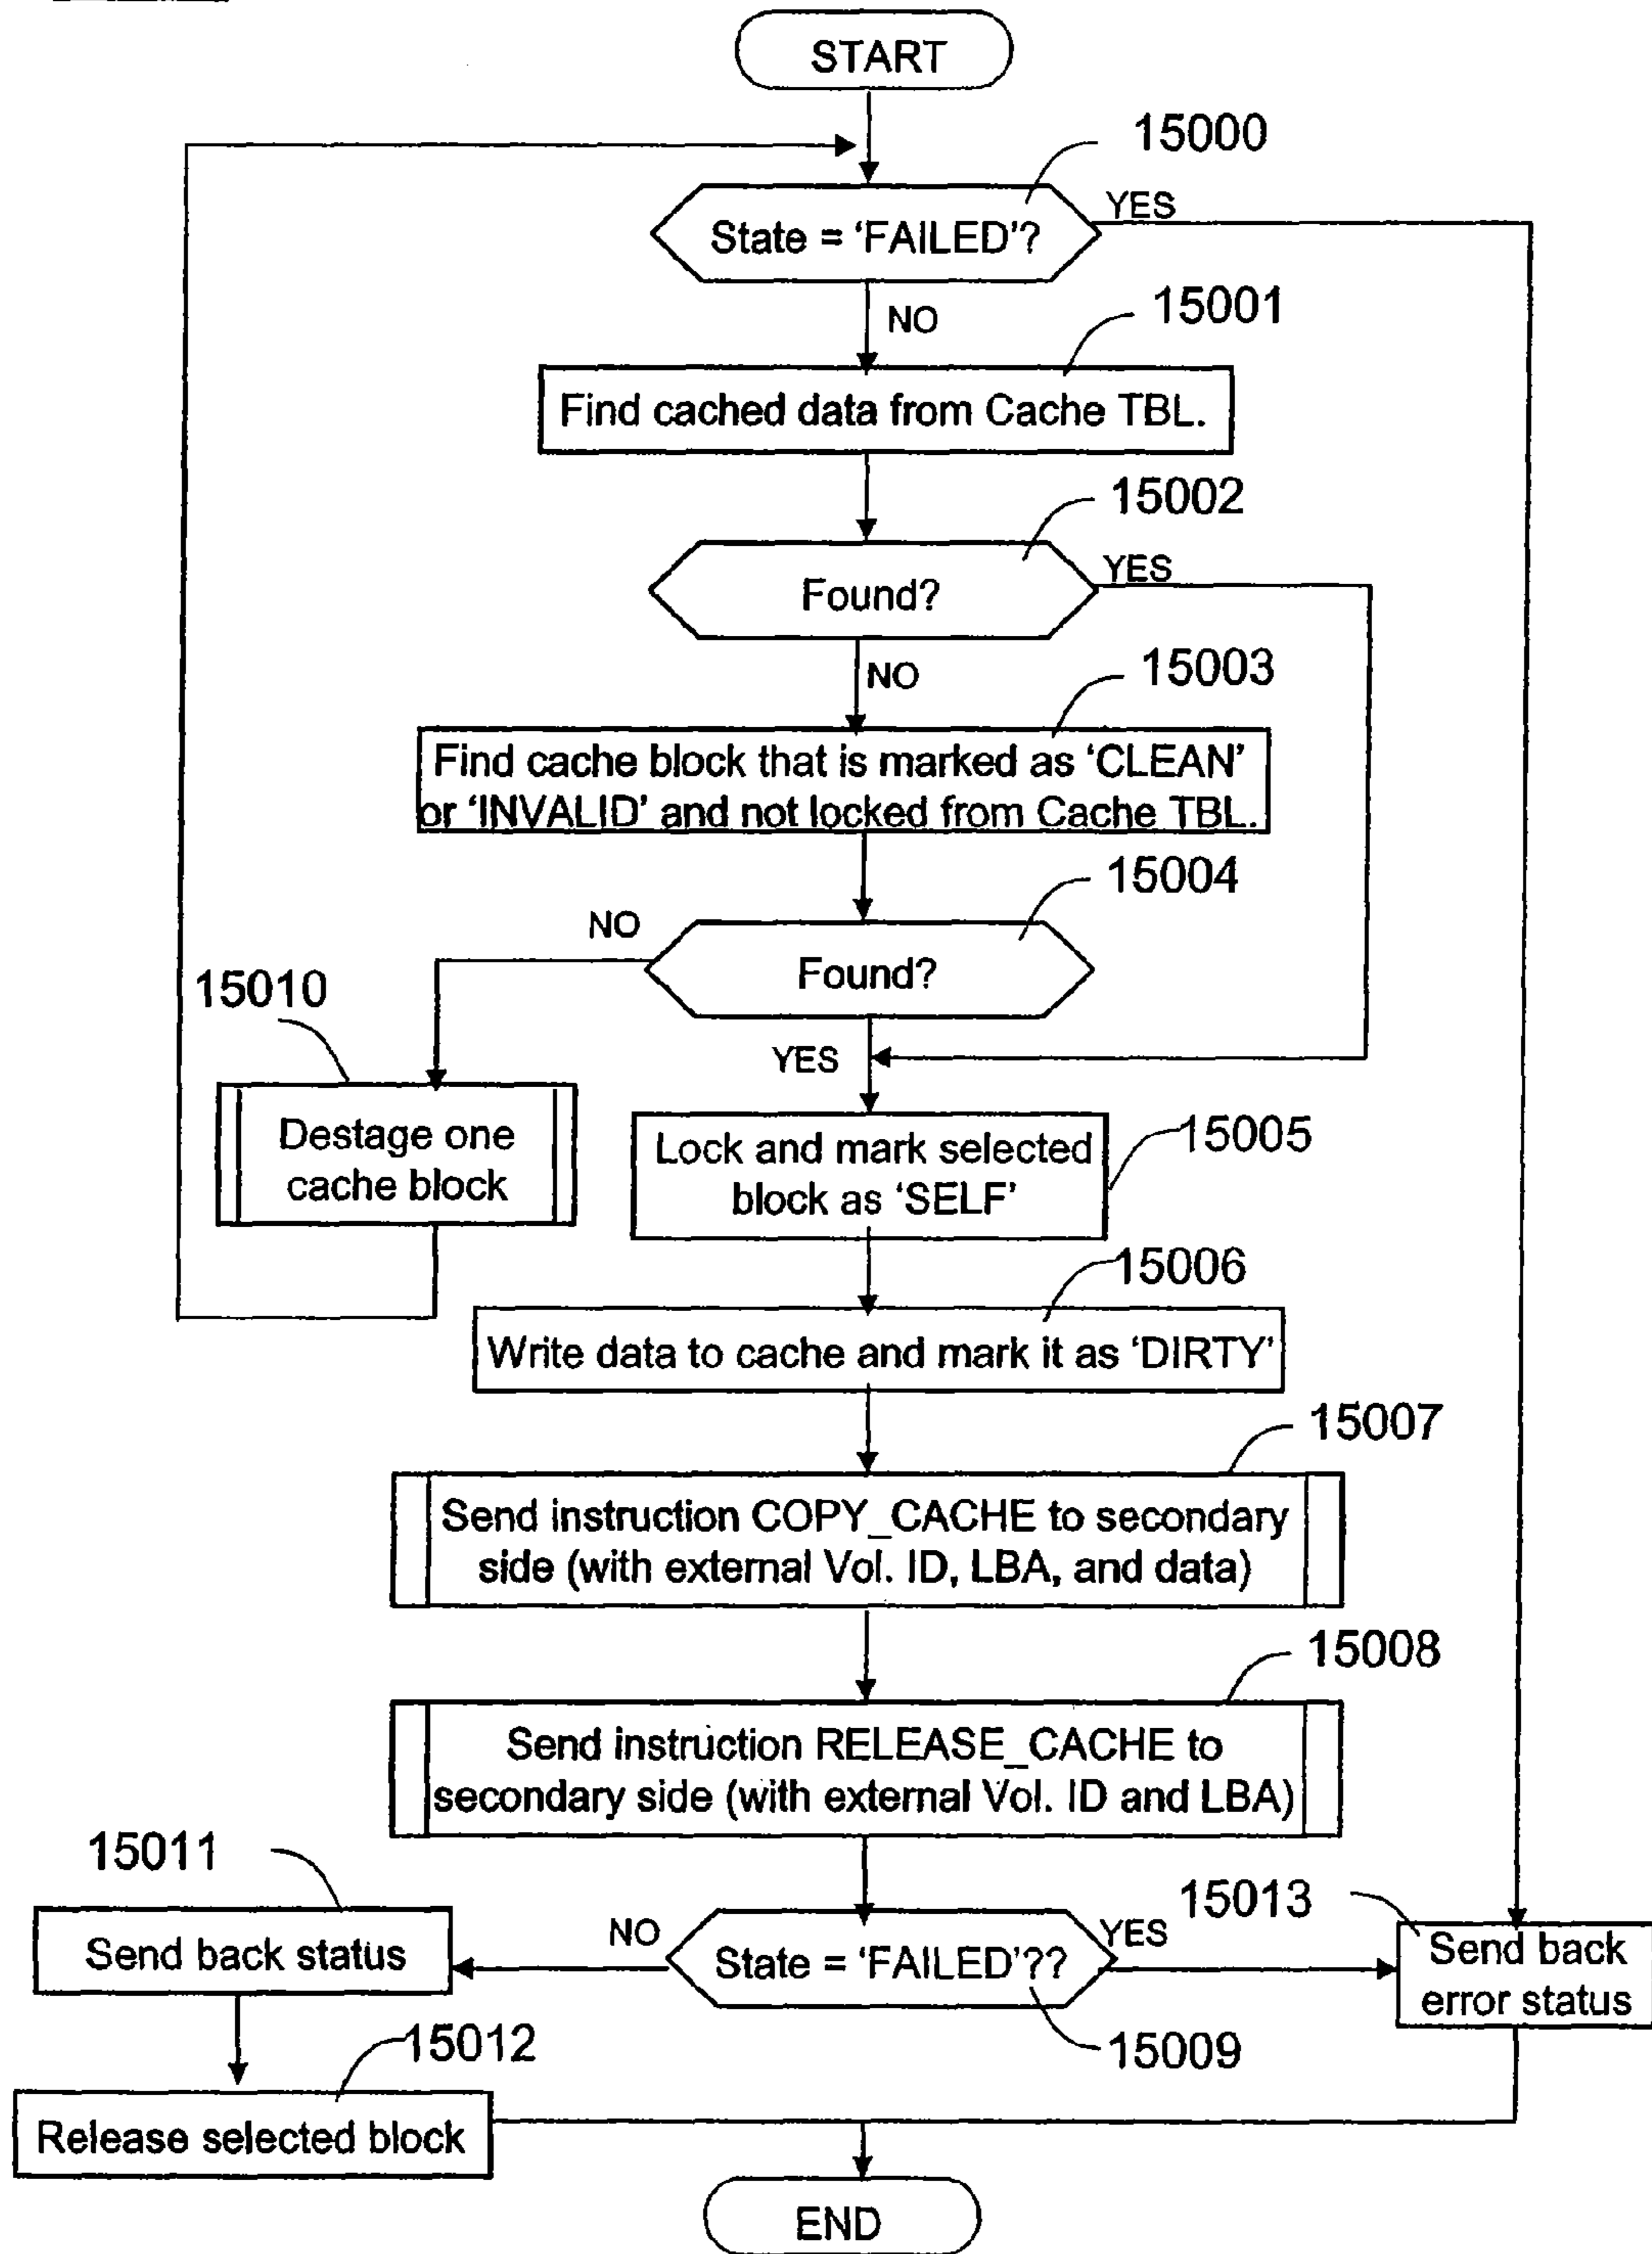 START
15000
State = 'FAILED'?
YES
NO
15001
Find cached data from Cache TBL.
15002
Found?
YES
NO
15003
Find cache block that is marked as 'CLEAN'
or 'INVALID' and not locked from Cache TBL.
15004
NO
Found?
15010
YES
Destage one
cache block
Lock and mark selected
block as 'SELF'
15005
15006
Write data to cache and mark it as 'DIRTY'
15007
Send instruction COPY_CACHE to secondary
side (with external Vol. ID, LBA, and data)
15008
Send instruction RELEASE_CACHE to
secondary side (with external Vol. ID and LBA)
15011
15013
Send back status
NO
State = 'FAILED'??
YES
Send back
error status
15012
15009
Release selected block
END